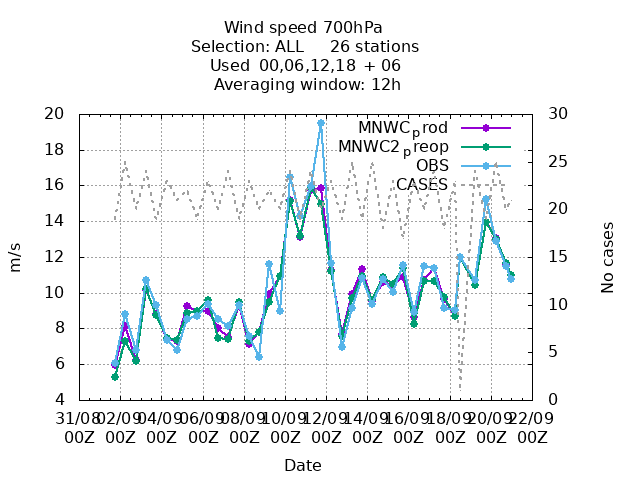 Wind speed 700hPa
Selection: ALL 26 stations
Used 00,06,12,18 + 06
Averaging window: 12h
MNWCprod
MNWC2preop
OBS
CASES
20
18
16
14
12
10
8
6
4
m/s
30
25
20
15
10
5
0
No cases
31/08 02/09 04/09 06/09 08/09 10/09 12/09 14/09 16/09 18/09 20/09 22/09
00Z 00Z 00Z 00Z 00Z 00Z 00Z 00Z 00Z 00Z 00Z 00Z
Date